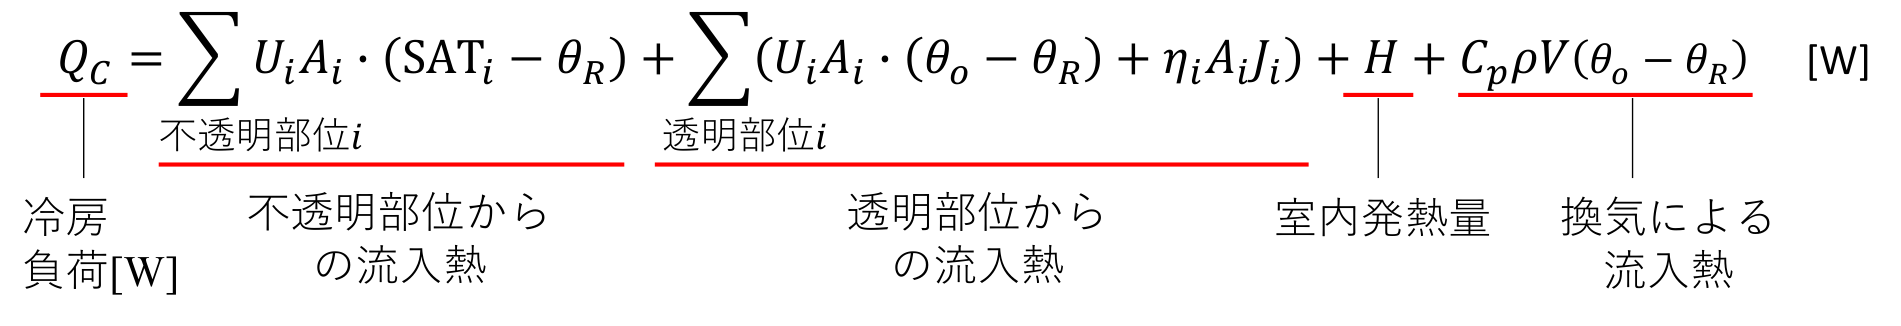 Q_C = ∑ U_i A_i · (SAT_i − θ_R) + ∑ (U_i A_i · (θ_o − θ_R) + η_i A_i J_i) + H + C_p ρV(θ_o − θ_R) [W]
不透明部位i 透明部位i
冷房 不透明部位から 透明部位から 室内発熱量 換気による
負荷[W] の流入熱 の流入熱 流入熱